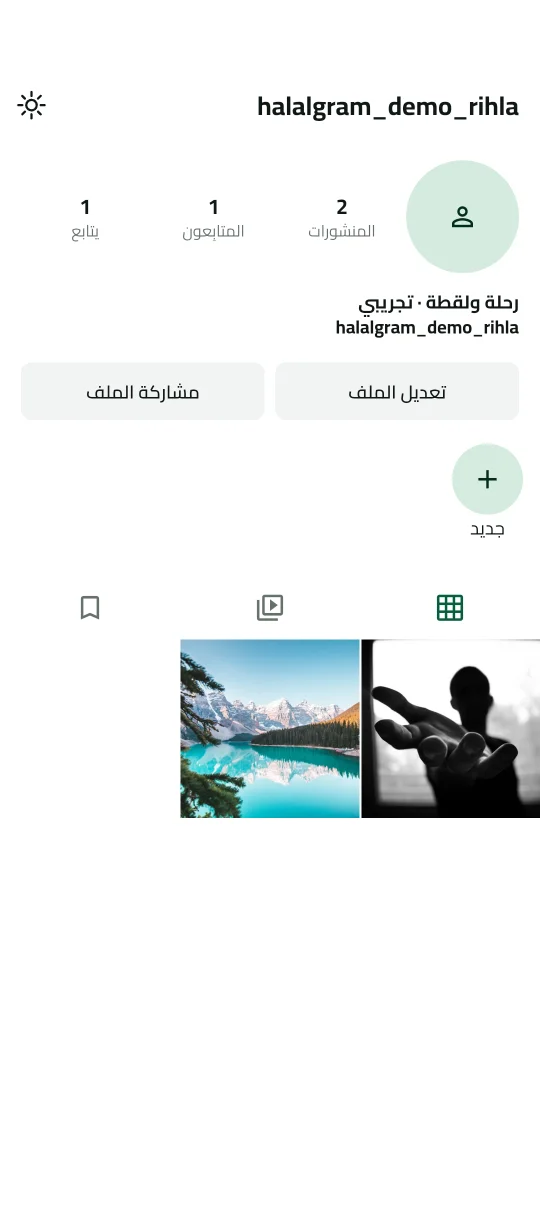 halalgram_demo_rihla
2 1 1
المنشورات المتابِعون يتابع
رحلة ولقطة · تجريبي
halalgram_demo_rihla
تعديل الملف
مشاركة الملف
جديد